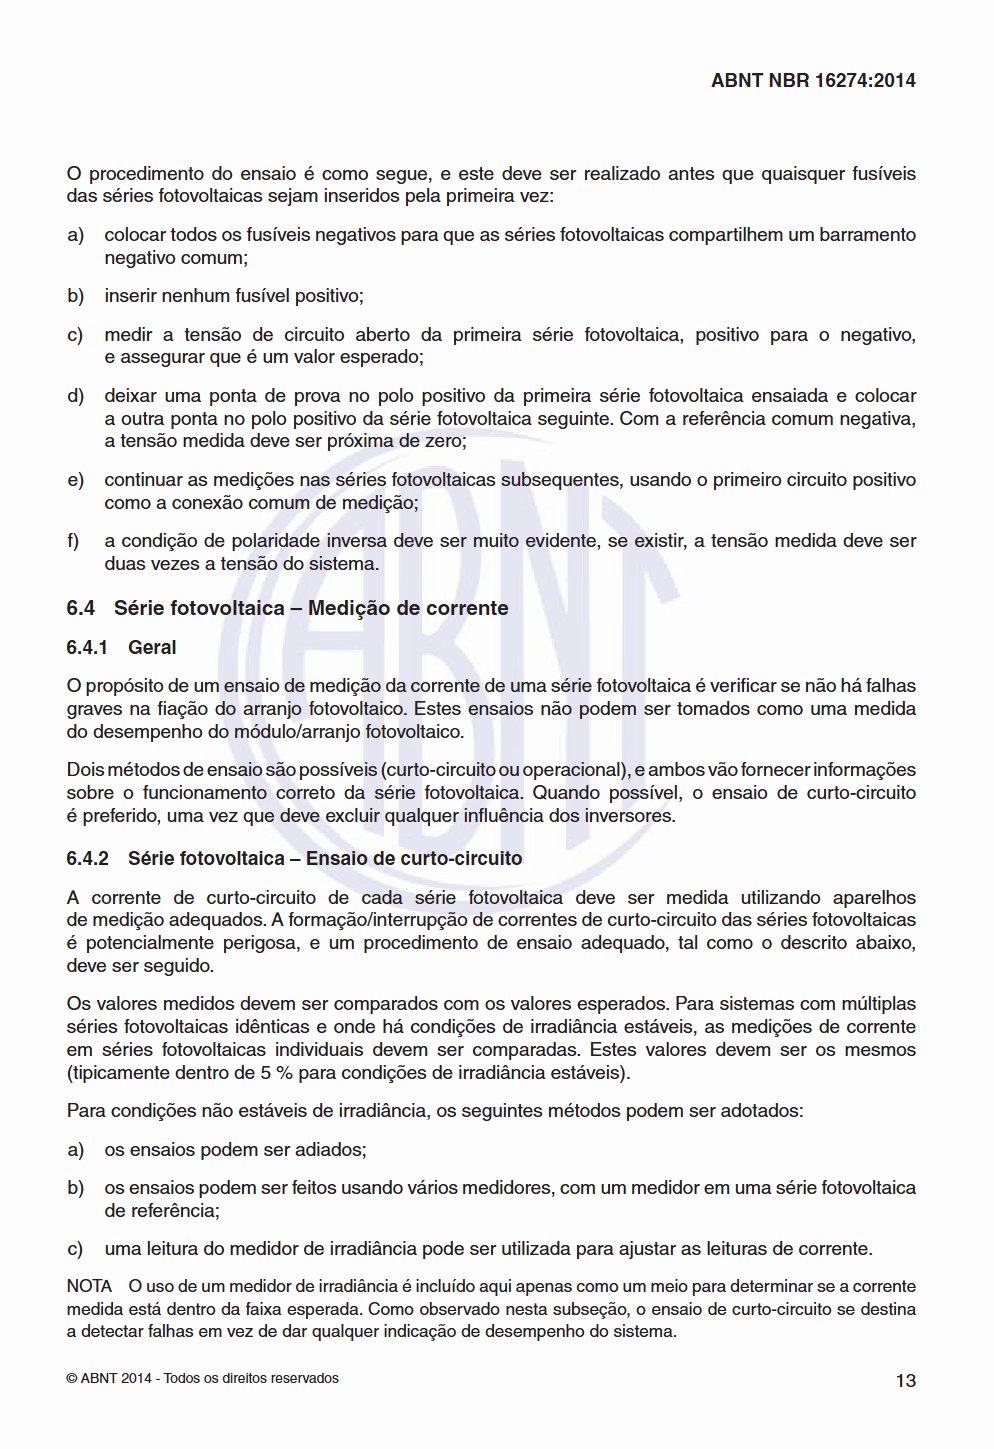 ABNT NBR 16274:2014
O procedimento do ensaio é como segue, e este deve ser realizado antes que quaisquer fusíveis
das séries fotovoltaicas sejam inseridos pela primeira vez:
a) colocar todos os fusíveis negativos para que as séries fotovoltaicas compartilhem um barramento
negativo comum;
b) inserir nenhum fusível positivo;
c) medir a tensão de circuito aberto da primeira série fotovoltaica, positivo para o negativo,
e assegurar que é um valor esperado;
d) deixar uma ponta de prova no polo positivo da primeira série fotovoltaica ensaiada e colocar
a outra ponta no polo positivo da série fotovoltaica seguinte. Com a referência comum negativa,
a tensão medida deve ser próxima de zero;
e) continuar as medições nas séries fotovoltaicas subsequentes, usando o primeiro circuito positivo
como a conexão comum de medição;
f) a condição de polaridade inversa deve ser muito evidente, se existir, a tensão medida deve ser
duas vezes a tensão do sistema.
6.4 Série fotovoltaica – Medição de corrente
6.4.1 Geral
O propósito de um ensaio de medição da corrente de uma série fotovoltaica é verificar se não há falhas
graves na fiação do arranjo fotovoltaico. Estes ensaios não podem ser tomados como uma medida
do desempenho do módulo/arranjo fotovoltaico.
Dois métodos de ensaio são possíveis (curto-circuito ou operacional), e ambos vão fornecer informações
sobre o funcionamento correto da série fotovoltaica. Quando possível, o ensaio de curto-circuito
é preferido, uma vez que deve excluir qualquer influência dos inversores.
6.4.2 Série fotovoltaica – Ensaio de curto-circuito
A corrente de curto-circuito de cada série fotovoltaica deve ser medida utilizando aparelhos
de medição adequados. A formação/interrupção de correntes de curto-circuito das séries fotovoltaicas
é potencialmente perigosa, e um procedimento de ensaio adequado, tal como o descrito abaixo,
deve ser seguido.
Os valores medidos devem ser comparados com os valores esperados. Para sistemas com múltiplas
séries fotovoltaicas idênticas e onde há condições de irradiância estáveis, as medições de corrente
em séries fotovoltaicas individuais devem ser comparadas. Estes valores devem ser os mesmos
(tipicamente dentro de 5 % para condições de irradiância estáveis).
Para condições não estáveis de irradiância, os seguintes métodos podem ser adotados:
a) os ensaios podem ser adiados;
b) os ensaios podem ser feitos usando vários medidores, com um medidor em uma série fotovoltaica
de referência;
c) uma leitura do medidor de irradiância pode ser utilizada para ajustar as leituras de corrente.
NOTA O uso de um medidor de irradiância é incluído aqui apenas como um meio para determinar se a corrente
medida está dentro da faixa esperada. Como observado nesta subseção, o ensaio de curto-circuito se destina
a detectar falhas em vez de dar qualquer indicação de desempenho do sistema.
© ABNT 2014 - Todos os direitos reservados
13
ABNT